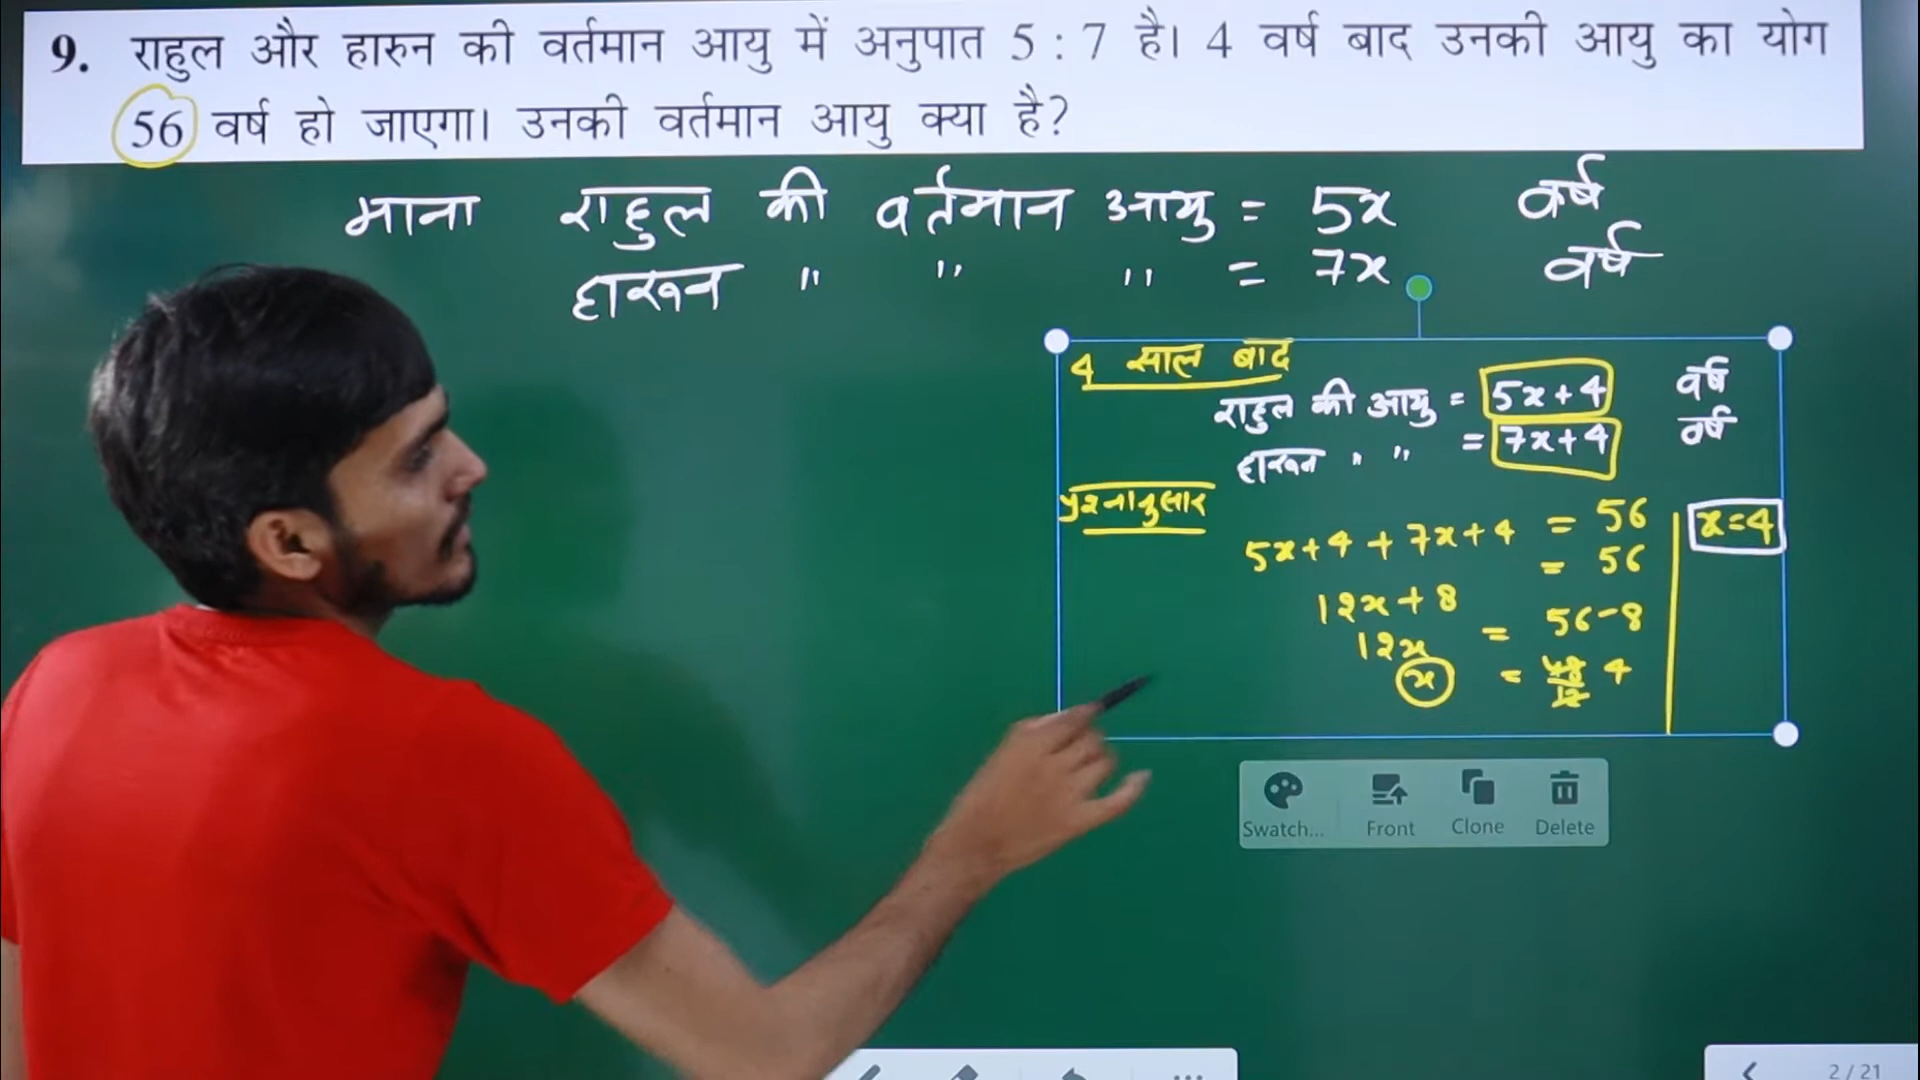 9. राहुल और हारुन की वर्तमान आयु में अनुपात 5 : 7 है। 4 वर्ष बाद उनकी आयु का योग
56 वर्ष हो जाएगा। उनकी वर्तमान आयु क्या है?
माना राहुल की वर्तमान आयु = 5x वर्ष
हारून " " " = 7x वर्ष
4 साल बाद
राहुल की आयु = 5x+4 वर्ष
हारून " " = 7x+4 वर्ष
प्रश्नानुसार
5x+4 + 7x+4 = 56
12x + 8 = 56
12x = 56-8
x = 48/12 4
x=4
Swatch... Front Clone Delete
2 / 21